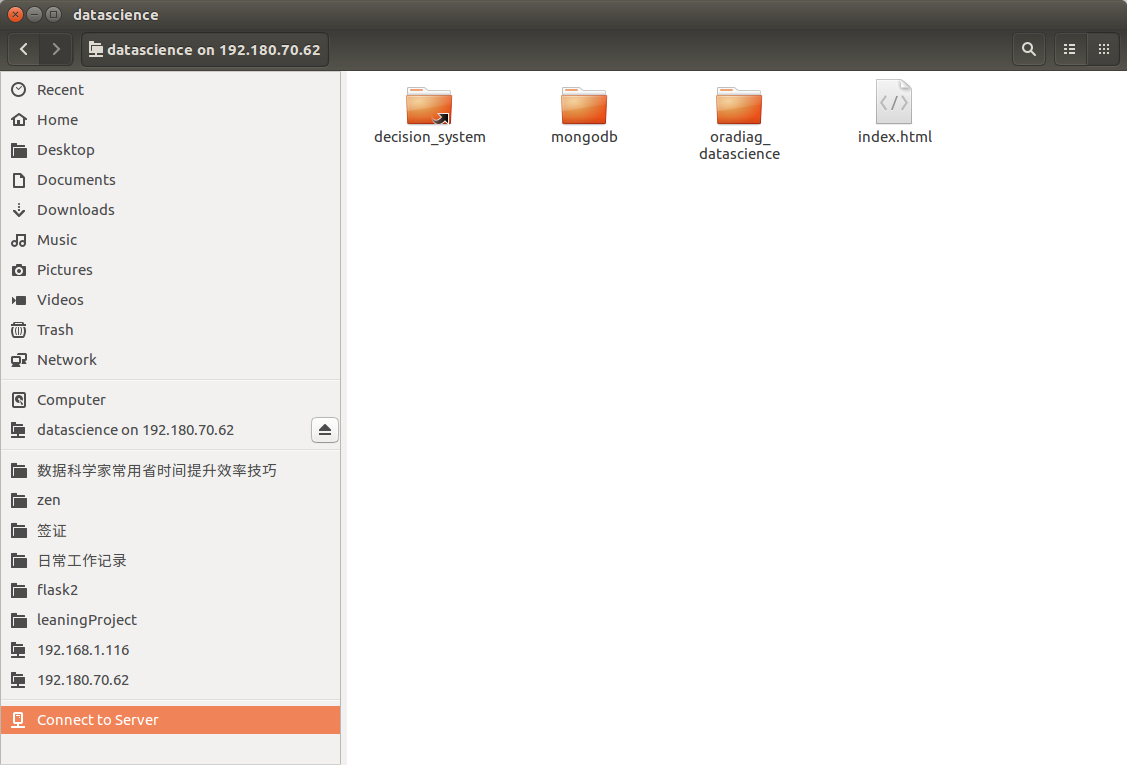 datascience
datascience on 192.180.70.62
Recent
Home
Desktop
Documents
Downloads
Music
Pictures
Videos
Trash
Network
Computer
datascience on 192.180.70.62
数据科学家常用省时间提升效率技巧
zen
签证
日常工作记录
flask2
leaningProject
192.168.1.116
192.180.70.62
Connect to Server
decision_system
mongodb
oradiag_
datascience
index.html